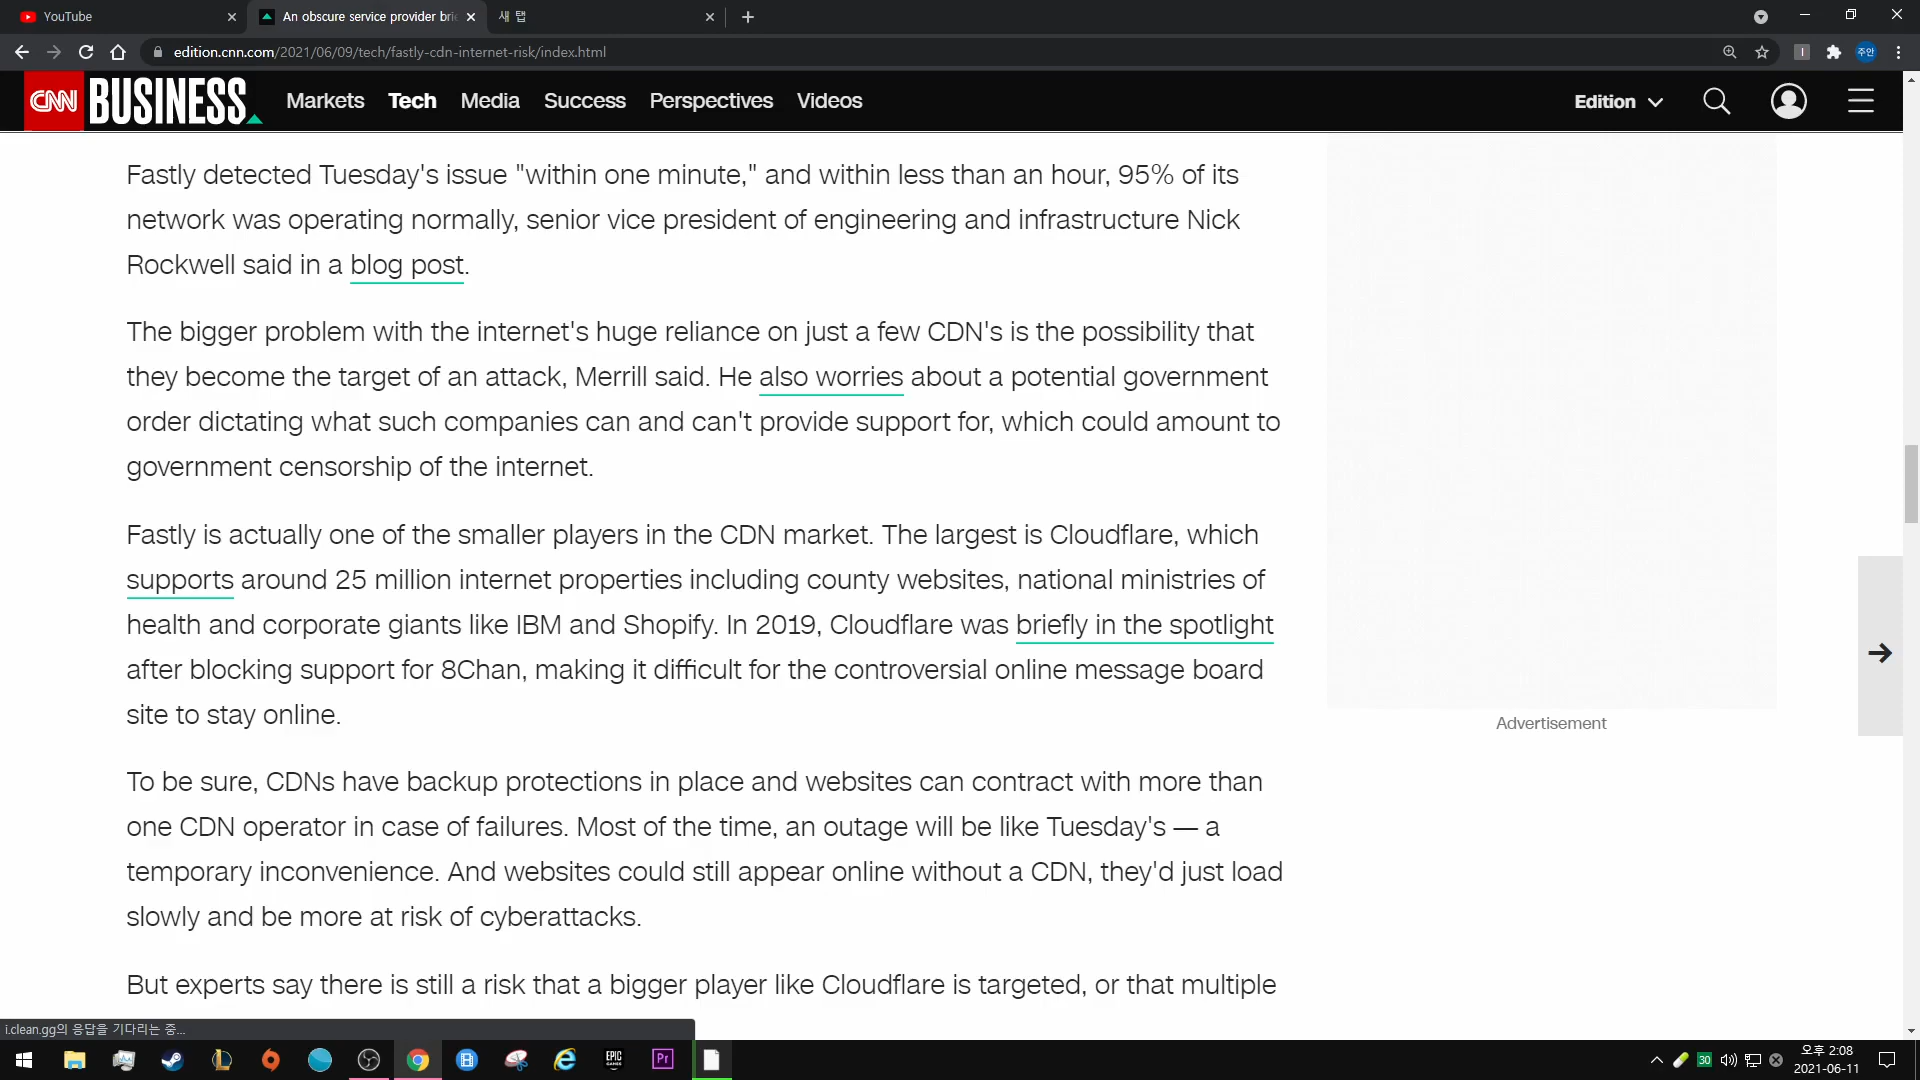 YouTube
An obscure service provider brie
새 탭
edition.cnn.com/2021/06/09/tech/fastly-cdn-internet-risk/index.html
주안
CNN BUSINESS
Markets
Tech
Media
Success
Perspectives
Videos
Edition
Fastly detected Tuesday's issue "within one minute," and within less than an hour, 95% of its
network was operating normally, senior vice president of engineering and infrastructure Nick
Rockwell said in a blog post.
The bigger problem with the internet's huge reliance on just a few CDN's is the possibility that
they become the target of an attack, Merrill said. He also worries about a potential government
order dictating what such companies can and can't provide support for, which could amount to
government censorship of the internet.
Fastly is actually one of the smaller players in the CDN market. The largest is Cloudflare, which
supports around 25 million internet properties including county websites, national ministries of
health and corporate giants like IBM and Shopify. In 2019, Cloudflare was briefly in the spotlight
after blocking support for 8Chan, making it difficult for the controversial online message board
site to stay online.
Advertisement
To be sure, CDNs have backup protections in place and websites can contract with more than
one CDN operator in case of failures. Most of the time, an outage will be like Tuesday's — a
temporary inconvenience. And websites could still appear online without a CDN, they'd just load
slowly and be more at risk of cyberattacks.
But experts say there is still a risk that a bigger player like Cloudflare is targeted, or that multiple
i.clean.gg의 응답을 기다리는 중...
EPIC
GAMES
Pr
30
오후 2:08
2021-06-11